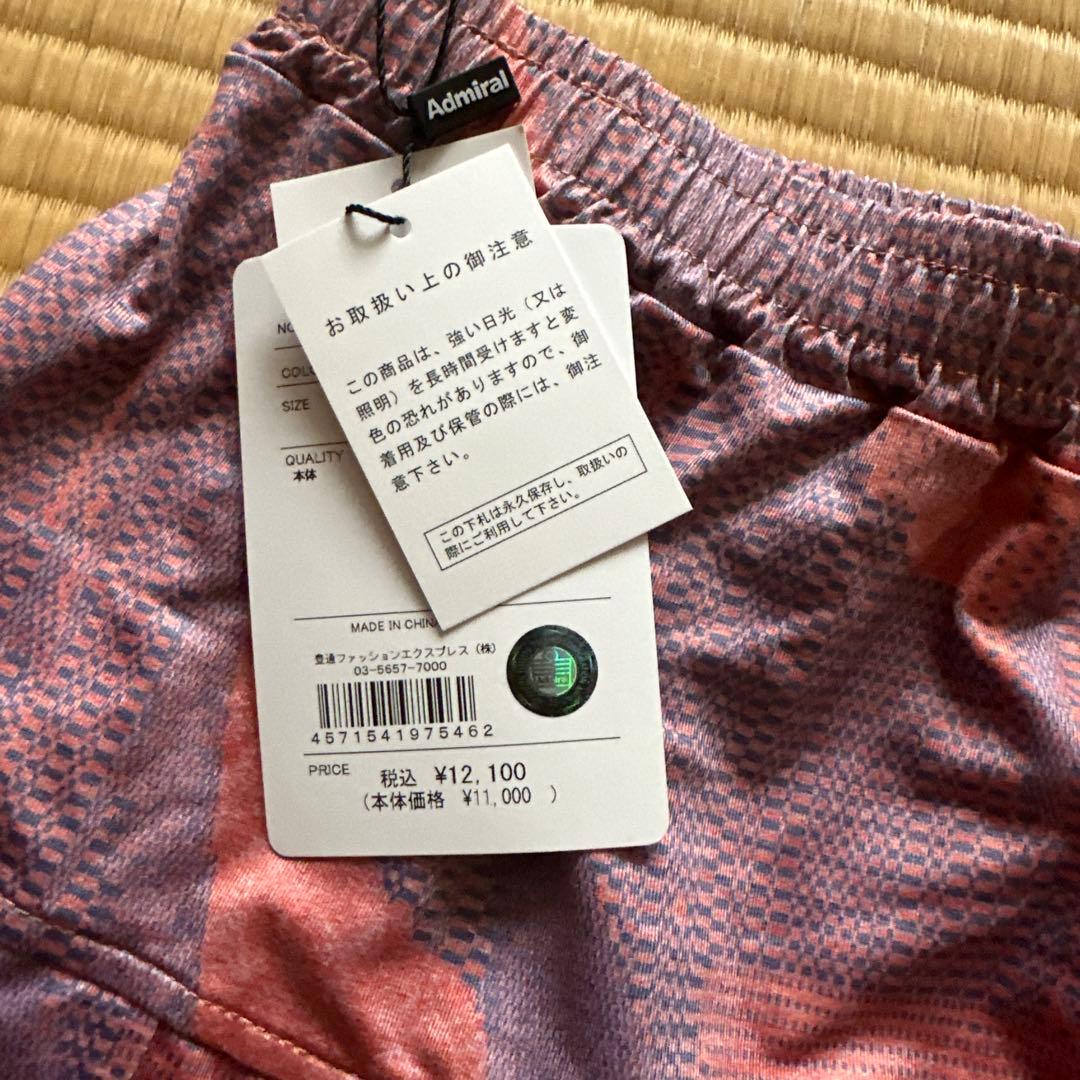 Admiral
お取扱い上の御注意
この商品は、強い日光（又は
照明）を長時間受けますと変
色の恐れがありますので、御
着用及び保管の際には、御注
意下さい。
この下札は永久保存し、取扱いの
際にご利用して下さい。
SIZE
QUALITY
本体
MADE IN CHINA
豊通ファッションエクスプレス（株）
03-5657-7000
4571541975462
PRICE 税込 ¥12,100
（本体価格 ¥11,000 ）